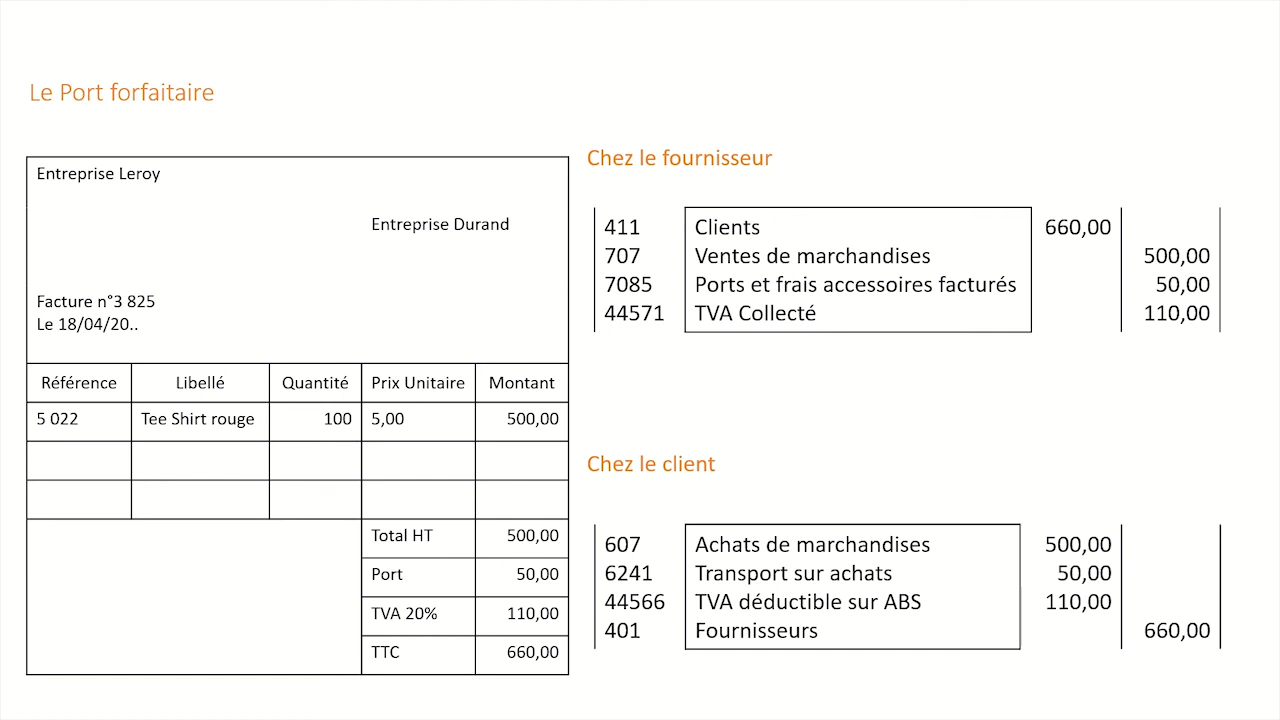 Le Port forfaitaire
Entreprise Leroy
Entreprise Durand
Facture n°3 825
Le 18/04/20..
Référence Libellé Quantité Prix Unitaire Montant
5 022 Tee Shirt rouge 100 5,00 500,00
Total HT 500,00
Port 50,00
TVA 20% 110,00
TTC 660,00
Chez le fournisseur
411 Clients 660,00
707 Ventes de marchandises 500,00
7085 Ports et frais accessoires facturés 50,00
44571 TVA Collecté 110,00
Chez le client
607 Achats de marchandises 500,00
6241 Transport sur achats 50,00
44566 TVA déductible sur ABS 110,00
401 Fournisseurs 660,00